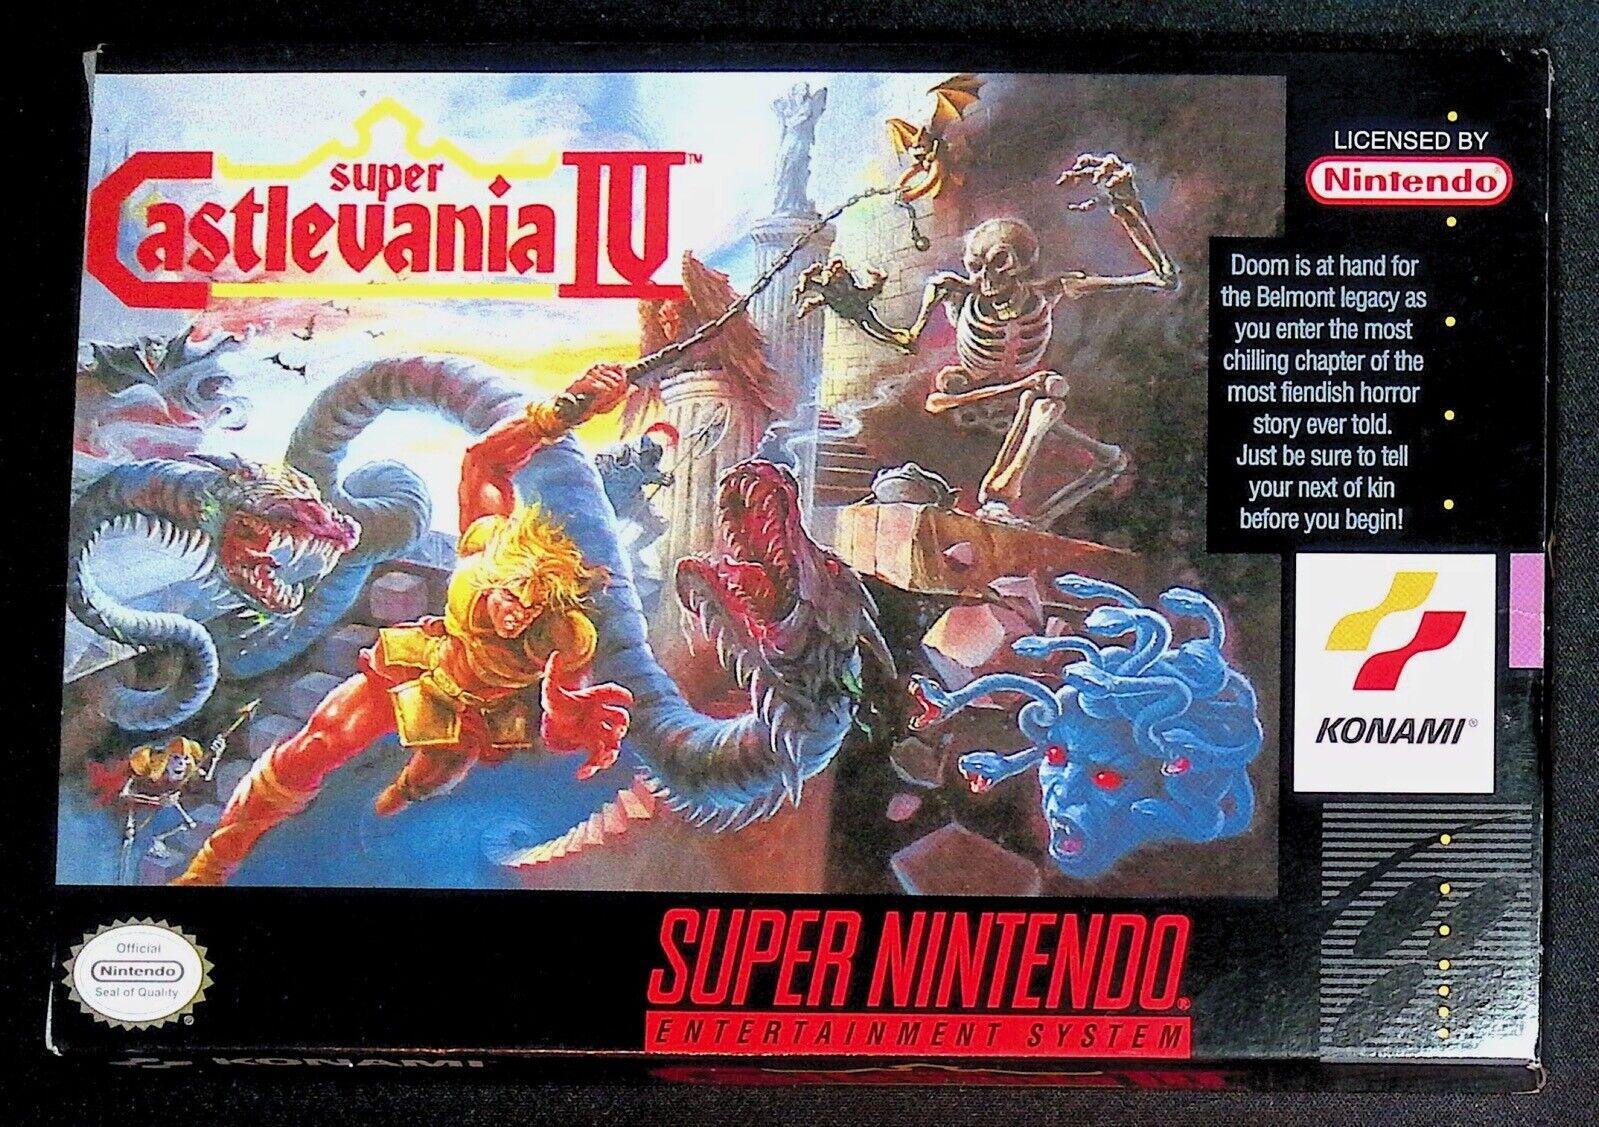 super
Castlevania IV™
LICENSED BY
Nintendo
Doom is at hand for
the Belmont legacy as
you enter the most
chilling chapter of the
most fiendish horror
story ever told.
Just be sure to tell
your next of kin
before you begin!
KONAMI®
Official
Nintendo
Seal of Quality
®
SUPER NINTENDO®
ENTERTAINMENT SYSTEM
KONAMI